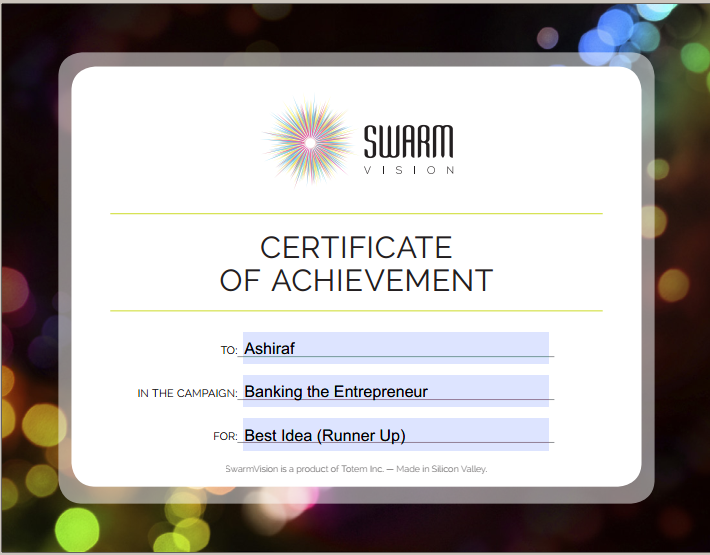 SWARM
VISION
CERTIFICATE
OF ACHIEVEMENT
TO: Ashiraf
IN THE CAMPAIGN: Banking the Entrepreneur
FOR: Best Idea (Runner Up)
SwarmVision is a product of Totem Inc. — Made in Silicon Valley.